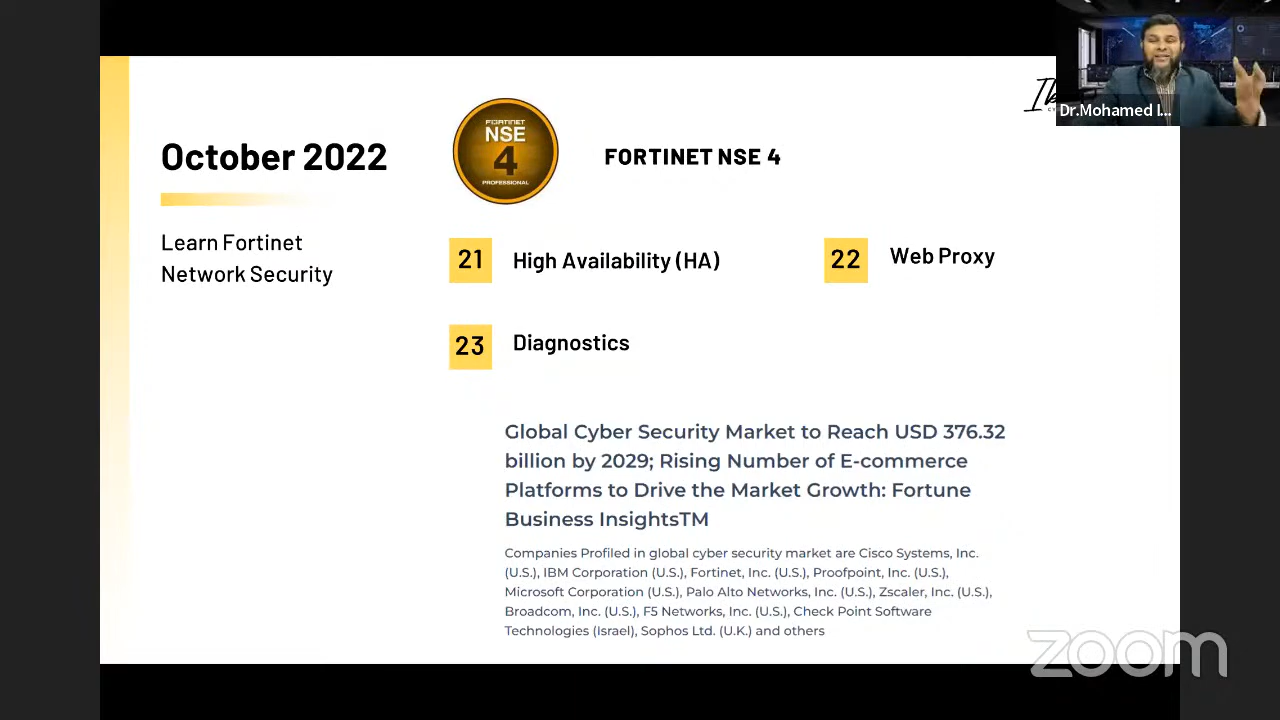 Dr.Mohamed I...
October 2022
FORTINET
NSE
4
PROFESSIONAL
FORTINET NSE 4
Learn Fortinet
Network Security
21 High Availability (HA)
22 Web Proxy
23 Diagnostics
Global Cyber Security Market to Reach USD 376.32
billion by 2029; Rising Number of E-commerce
Platforms to Drive the Market Growth: Fortune
Business InsightsTM
Companies Profiled in global cyber security market are Cisco Systems, Inc.
(U.S.), IBM Corporation (U.S.), Fortinet, Inc. (U.S.), Proofpoint, Inc. (U.S.),
Microsoft Corporation (U.S.), Palo Alto Networks, Inc. (U.S.), Zscaler, Inc. (U.S.),
Broadcom, Inc. (U.S.), F5 Networks, Inc. (U.S.), Check Point Software
Technologies (Israel), Sophos Ltd. (U.K.) and others
zoom